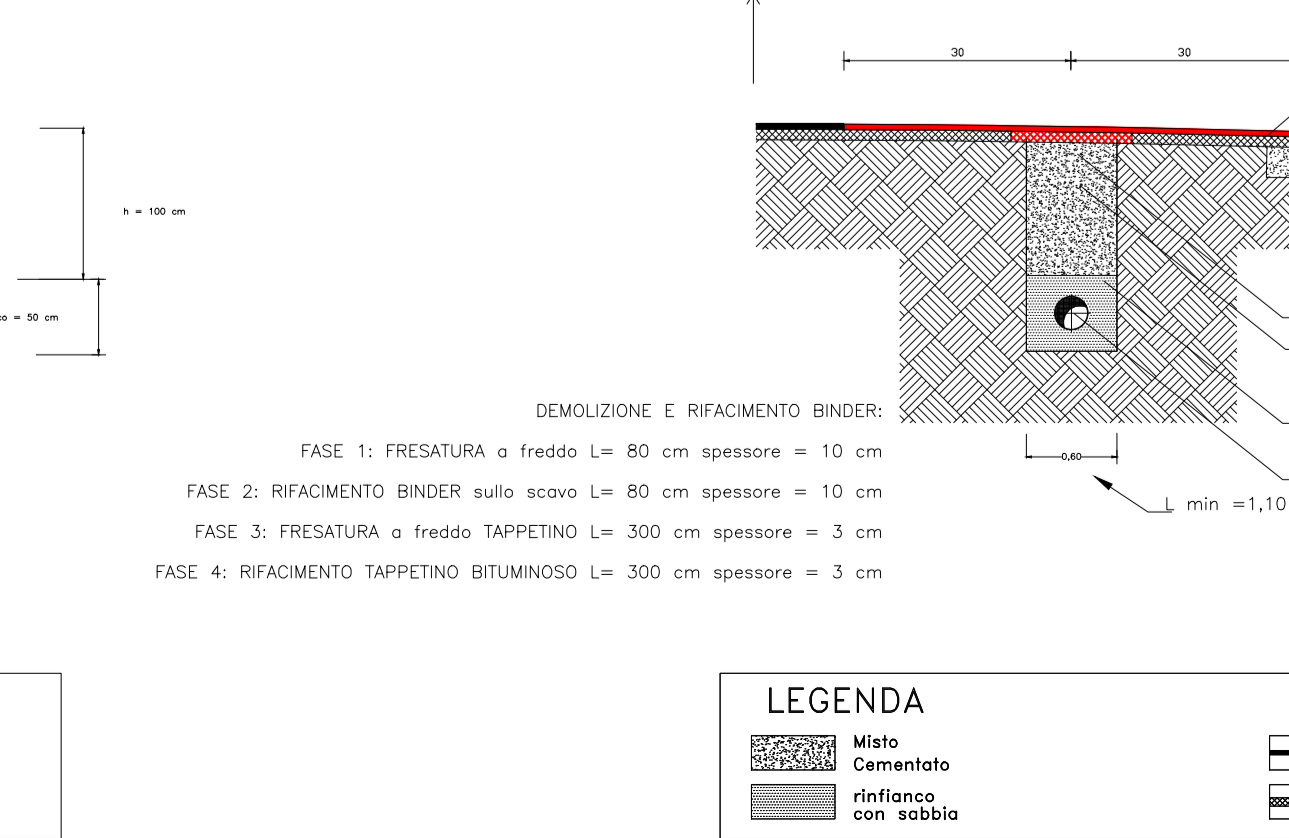 30
30
h = 100 cm
= 50 cm
DEMOLIZIONE E RIFACIMENTO BINDER:
FASE 1: FRESATURA a freddo L= 80 cm spessore = 10 cm
FASE 2: RIFACIMENTO BINDER sullo scavo L= 80 cm spessore = 10 cm
FASE 3: FRESATURA a freddo TAPPETINO L= 300 cm spessore = 3 cm
FASE 4: RIFACIMENTO TAPPETINO BITUMINOSO L= 300 cm spessore = 3 cm
0,60
L min =1,10
LEGENDA
Misto
Cementato
rinfianco
con sabbia